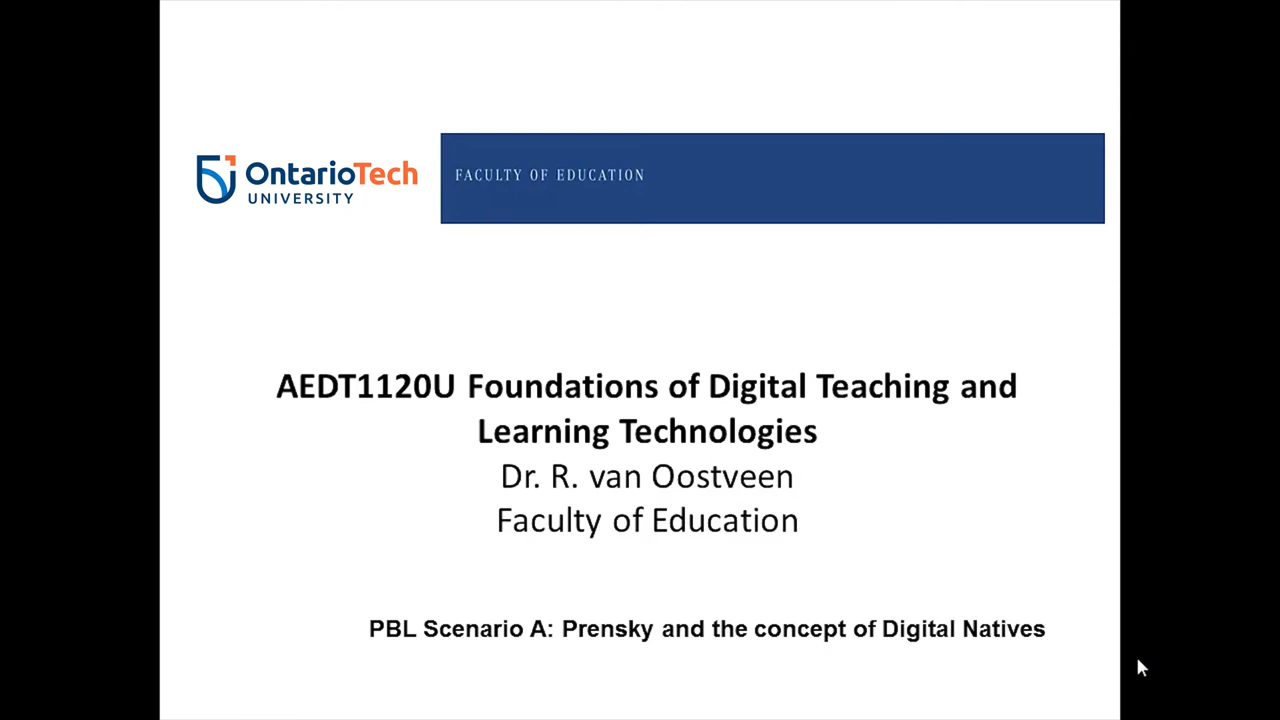 OntarioTech
UNIVERSITY
FACULTY OF EDUCATION
AEDT1120U Foundations of Digital Teaching and
Learning Technologies
Dr. R. van Oostveen
Faculty of Education
PBL Scenario A: Prensky and the concept of Digital Natives